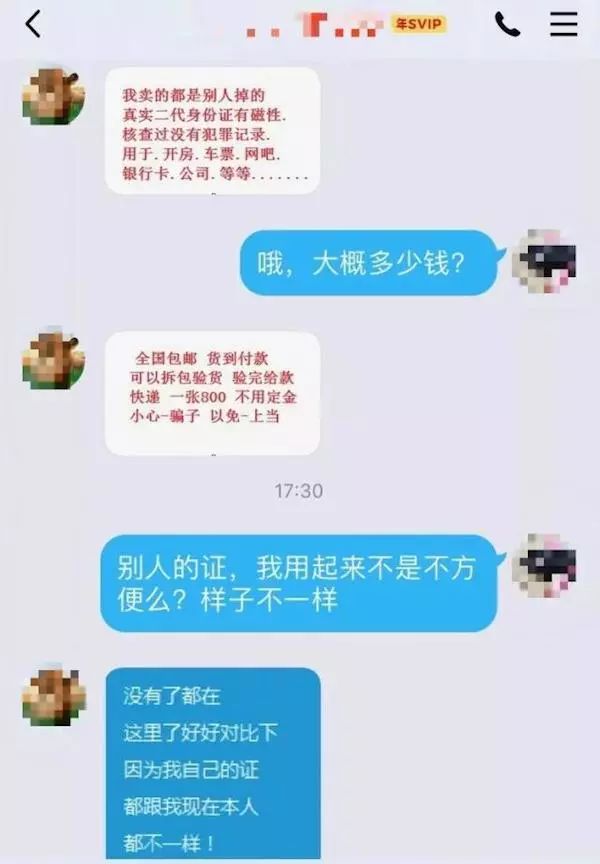 年SVIP
我卖的都是别人掉的
真实二代身份证有磁性.
核查过没有犯罪记录.
用于.开房.车票.网吧.
银行卡.公司.等等.......
哦，大概多少钱？
全国包邮 货到付款
可以拆包验货 验完给款
快递 一张800 不用定金
小心-骗子 以免-上当
17:30
别人的证，我用起来不是不方
便么？样子不一样
没有了都在
这里了好好对比下
因为我自己的证
都跟我现在本人
都不一样！